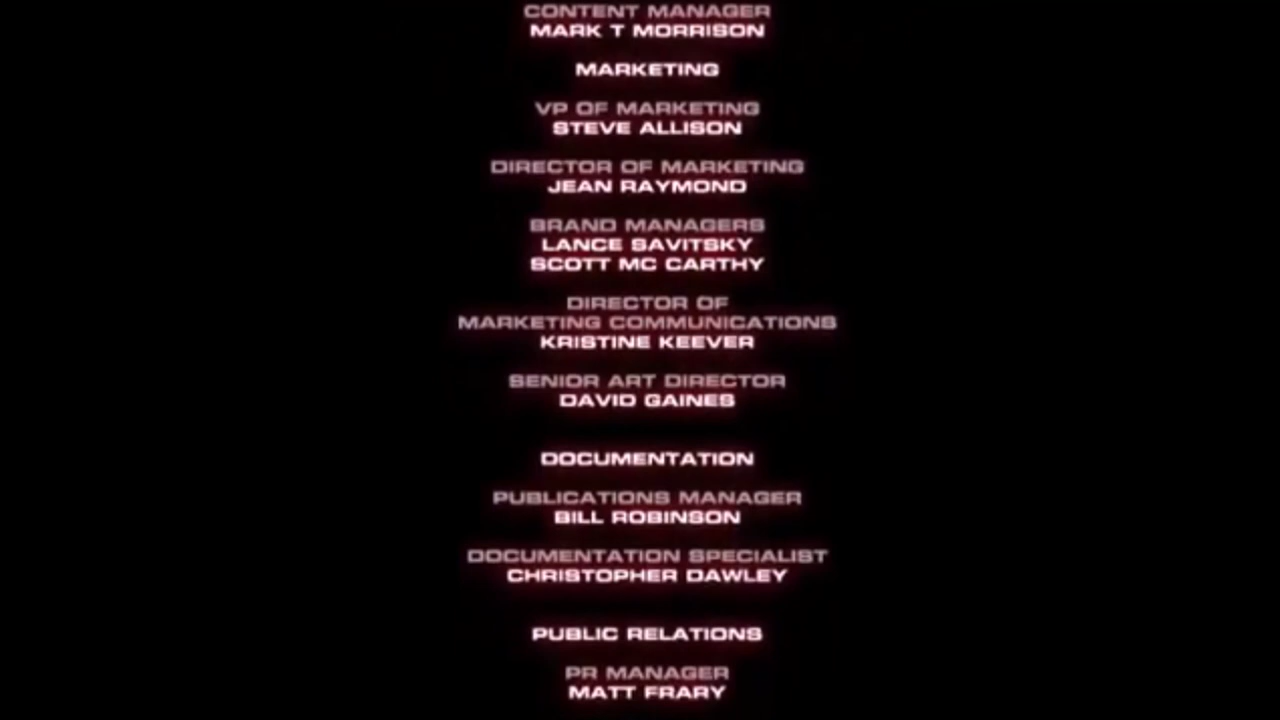 CONTENT MANAGER
MARK T MORRISON
MARKETING
VP OF MARKETING
STEVE ALLISON
DIRECTOR OF MARKETING
JEAN RAYMOND
BRAND MANAGERS
LANCE SAVITSKY
SCOTT MC CARTHY
DIRECTOR OF
MARKETING COMMUNICATIONS
KRISTINE KEEVER
SENIOR ART DIRECTOR
DAVID GAINES
DOCUMENTATION
PUBLICATIONS MANAGER
BILL ROBINSON
DOCUMENTATION SPECIALIST
CHRISTOPHER DAWLEY
PUBLIC RELATIONS
PR MANAGER
MATT FRARY